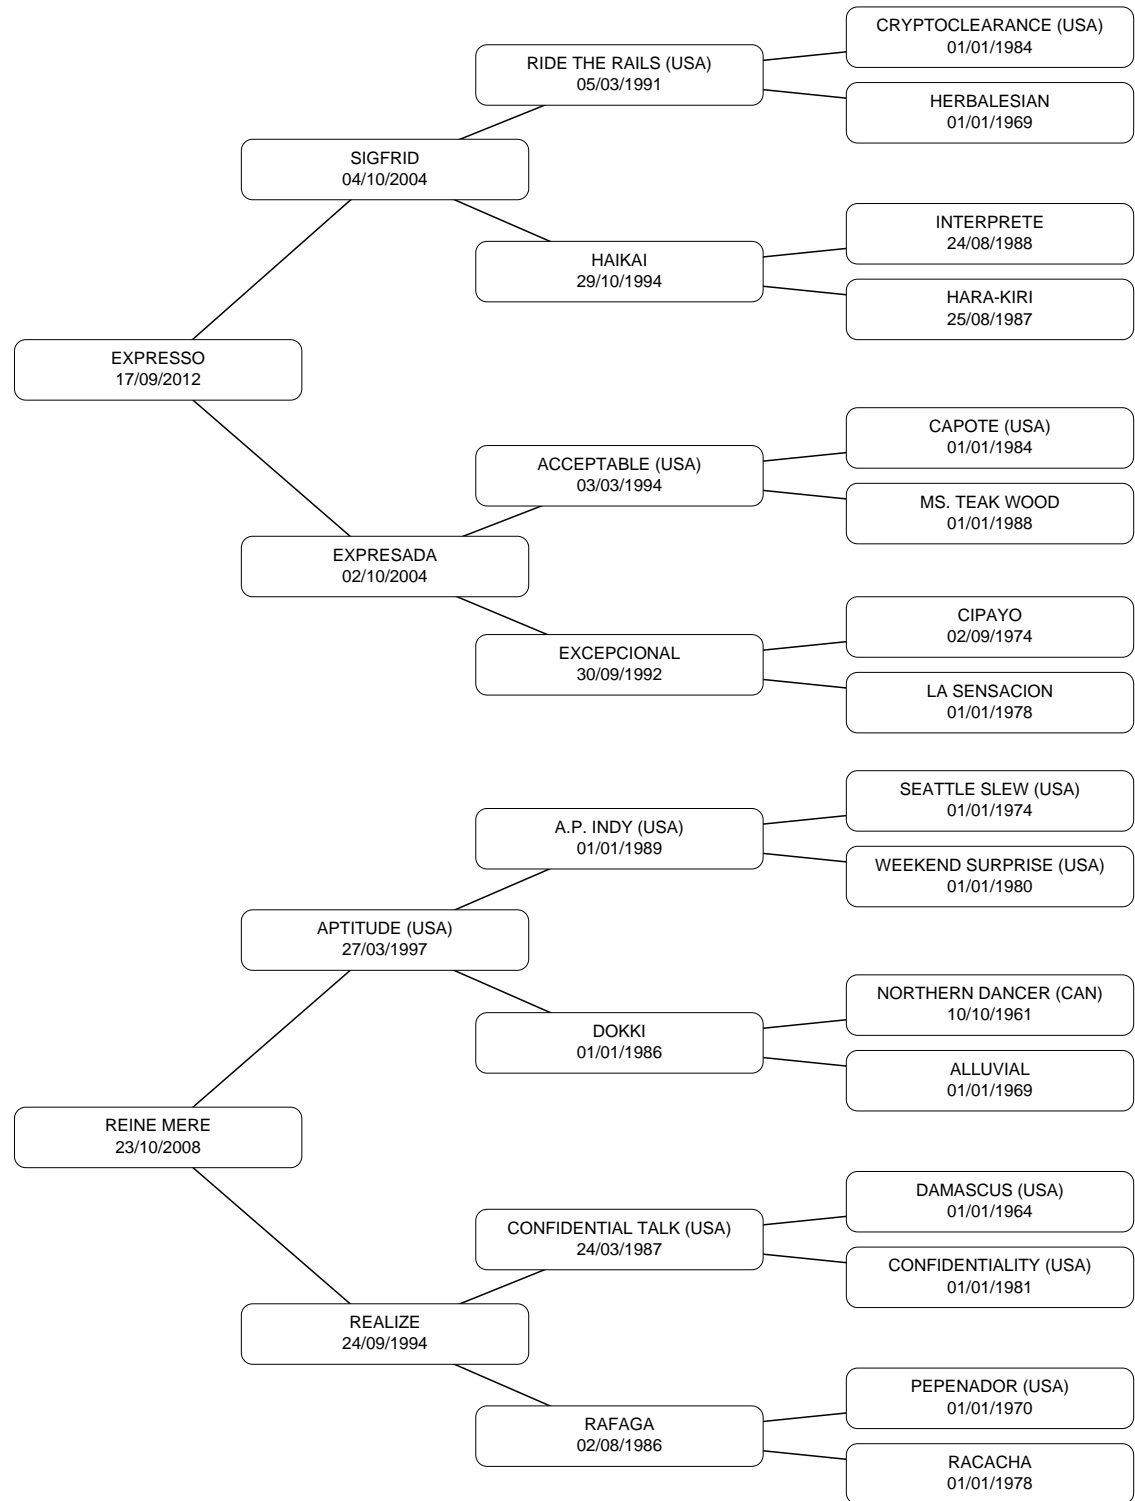 CRYPTOCLEARANCE (USA)
01/01/1984
RIDE THE RAILS (USA)
05/03/1991
HERBALESIAN
01/01/1969
SIGFRID
04/10/2004
INTERPRETE
24/08/1988
HAIKAI
29/10/1994
HARA-KIRI
25/08/1987
EXPRESSO
17/09/2012
CAPOTE (USA)
01/01/1984
ACCEPTABLE (USA)
03/03/1994
MS. TEAK WOOD
01/01/1988
EXPRESADA
02/10/2004
CIPAYO
02/09/1974
EXCEPCIONAL
30/09/1992
LA SENSACION
01/01/1978
SEATTLE SLEW (USA)
01/01/1974
A.P. INDY (USA)
01/01/1989
WEEKEND SURPRISE (USA)
01/01/1980
APTITUDE (USA)
27/03/1997
NORTHERN DANCER (CAN)
10/10/1961
DOKKI
01/01/1986
ALLUVIAL
01/01/1969
REINE MERE
23/10/2008
DAMASCUS (USA)
01/01/1964
CONFIDENTIAL TALK (USA)
24/03/1987
CONFIDENTIALITY (USA)
01/01/1981
REALIZE
24/09/1994
PEPENADOR (USA)
01/01/1970
RAFAGA
02/08/1986
RACACHA
01/01/1978